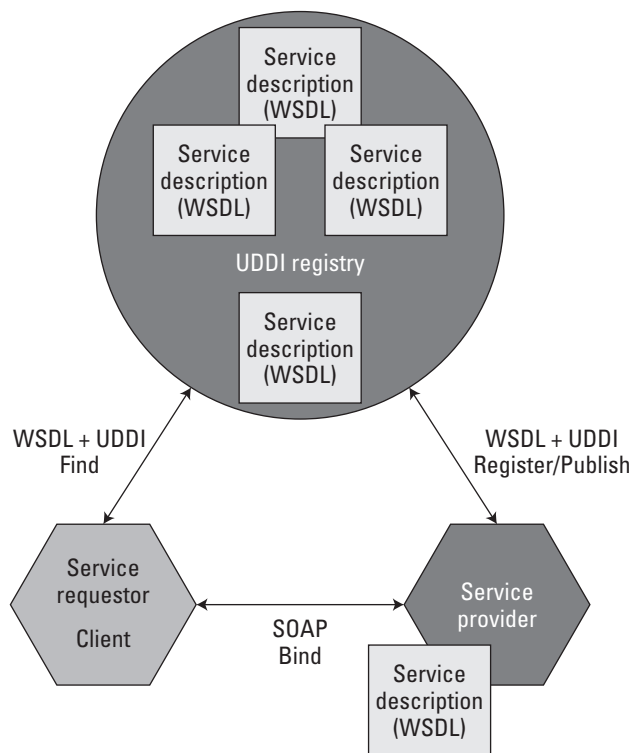 Service
description
(WSDL)
Service
description
(WSDL)
Service
description
(WSDL)
UDDI registry
Service
description
(WSDL)
WSDL + UDDI
Find
WSDL + UDDI
Register/Publish
Service
requestor
Client
SOAP
Bind
Service
provider
Service
description
(WSDL)